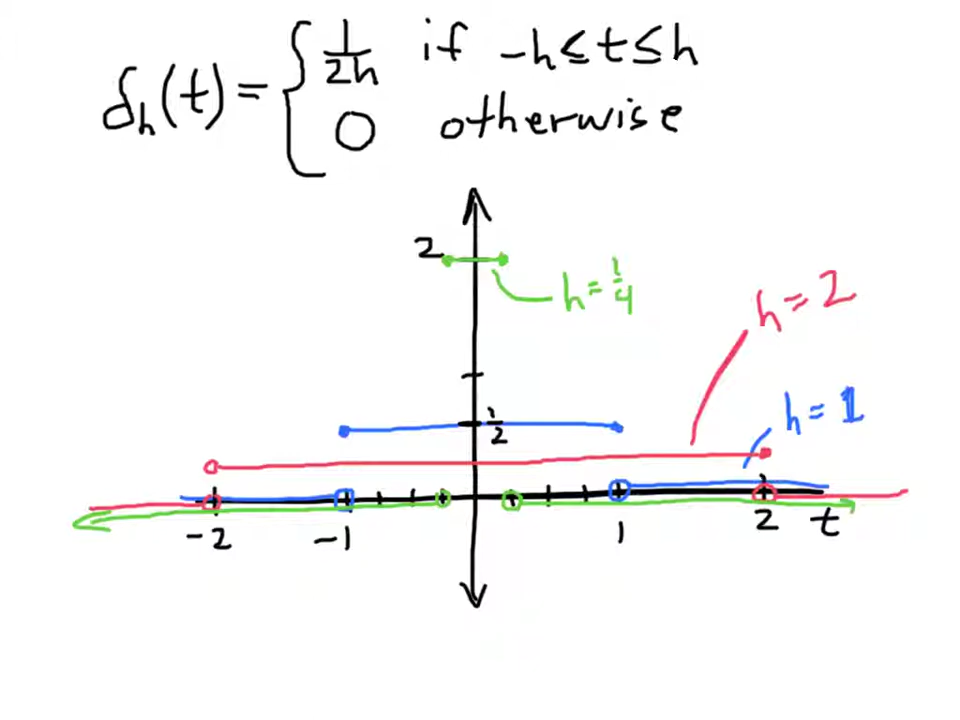 δh(t) = { 1/2h if -h ≤ t ≤ h
0 otherwise
2
h = 1/4
h = 2
1/2
h = 1
-2 -1 1 2 t